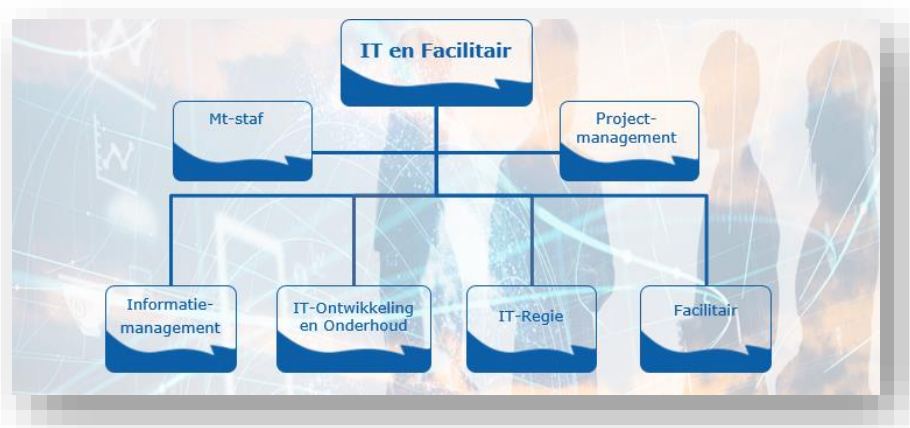 IT en Facilitair
Mt-staf
Project-
management
Informatie-
management
IT-Ontwikkeling
en Onderhoud
IT-Regie
Facilitair